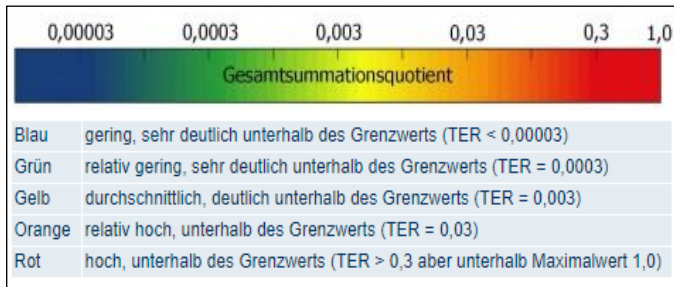 0,00003 0,0003 0,003 0,03 0,3 1,0
Gesamtsummationsquotient
Blau gering, sehr deutlich unterhalb des Grenzwerts (TER < 0,00003)
Grün relativ gering, sehr deutlich unterhalb des Grenzwerts (TER = 0,0003)
Gelb durchschnittlich, deutlich unterhalb des Grenzwerts (TER = 0,003)
Orange relativ hoch, unterhalb des Grenzwerts (TER = 0,03)
Rot hoch, unterhalb des Grenzwerts (TER > 0,3 aber unterhalb Maximalwert 1,0)